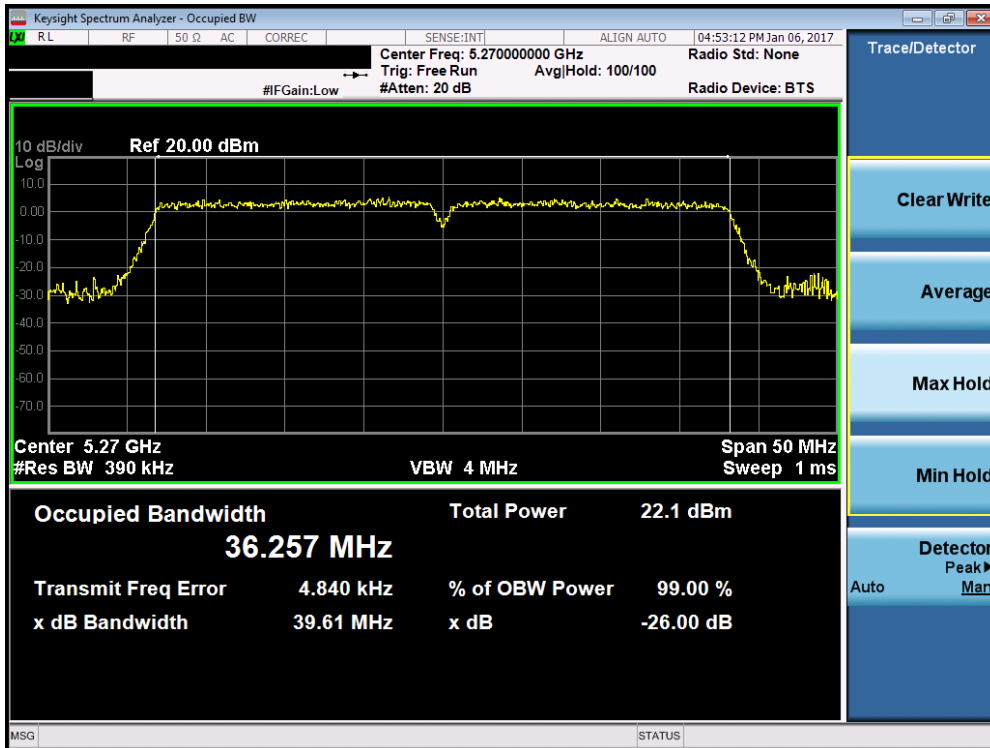 Keysight Spectrum Analyzer - Occupied BW
LXI RL RF 50 Ω AC CORREC SENSE:INT ALIGN AUTO 04:53:12 PM Jan 06, 2017
Center Freq: 5.270000000 GHz Radio Std: None
Trig: Free Run Avg|Hold: 100/100
#IFGain:Low #Atten: 20 dB Radio Device: BTS
Trace/Detector
10 dB/div Ref 20.00 dBm
Log
10.0
0.00
-10.0
-20.0
-30.0
-40.0
-50.0
-60.0
-70.0
Center 5.27 GHz Span 50 MHz
#Res BW 390 kHz VBW 4 MHz Sweep 1 ms
Occupied Bandwidth Total Power 22.1 dBm
36.257 MHz
Transmit Freq Error 4.840 kHz % of OBW Power 99.00 %
x dB Bandwidth 39.61 MHz x dB -26.00 dB
Clear Write
Average
Max Hold
Min Hold
Detector
Peak
Auto Man
MSG STATUS